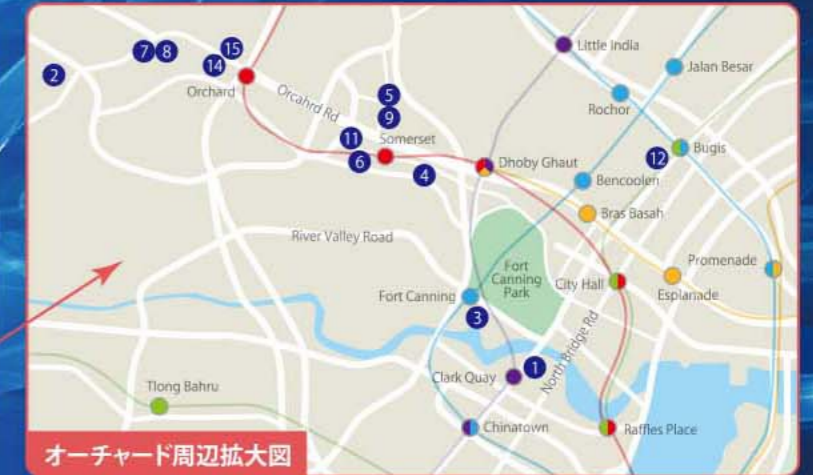 Little India
15
7
8
14
2
Jalan Besar
Orchard
Orcahrd Rd
5
Rochor
9
11
Somerset
Bugis
12
6
Dhoby Ghaut
4
Bencoolen
Bras Basah
River Valley Road
Fort
Canning
Park
Promenade
City Hall
Fort Canning
Esplanade
3
North Bridge Rd
1
Clark Quay
Tlong Bahru
Chinatown
Raffles Place
オーチャード周辺拡大図